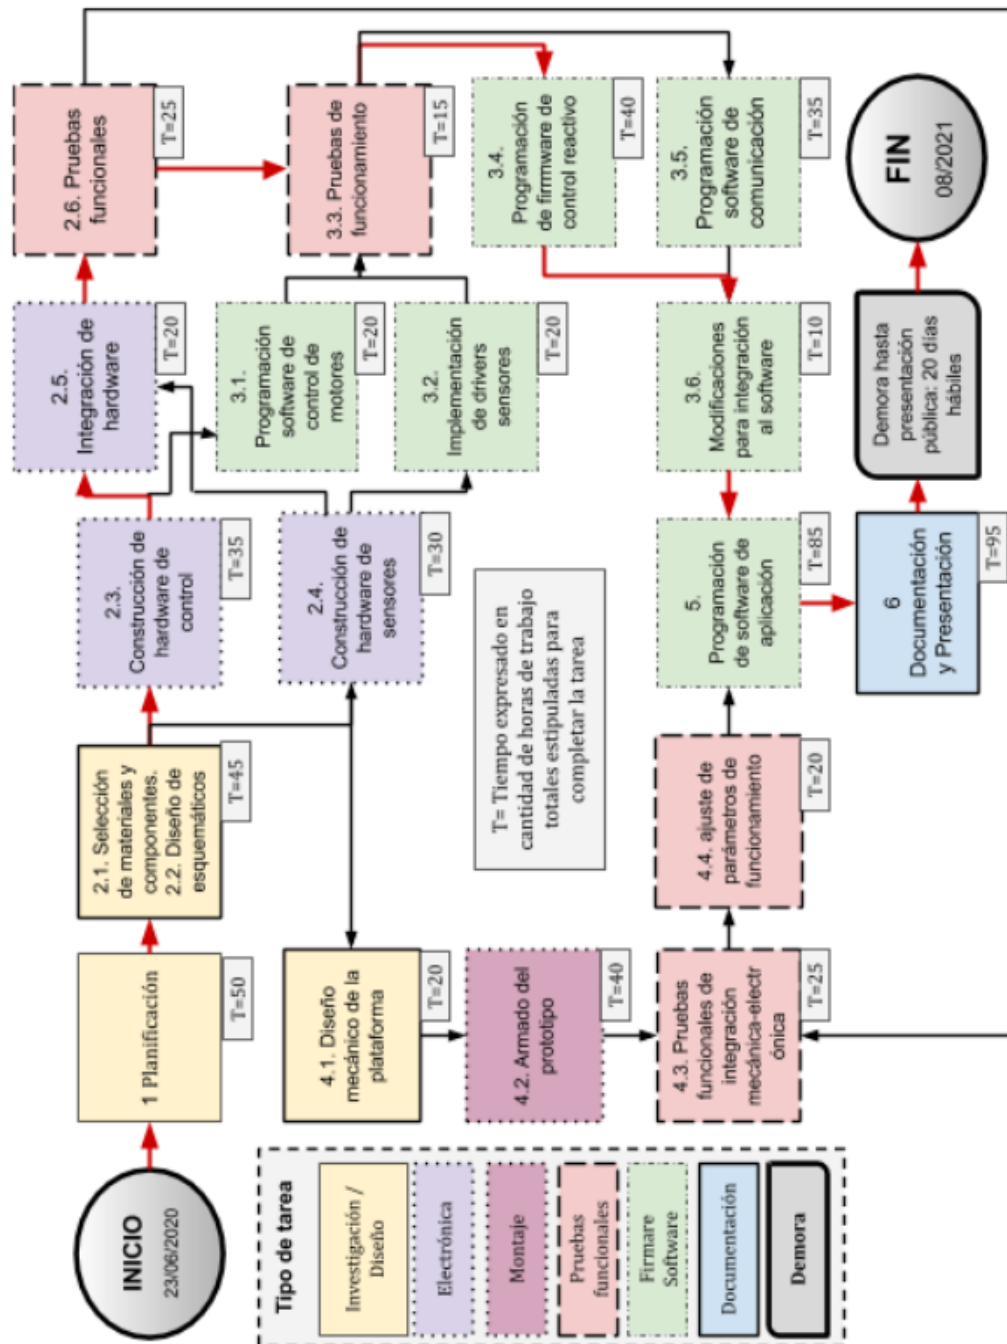 INICIO
23/06/2020
1 Planificación
T=50
2.1. Selección
de materiales y
componentes.
2.2. Diseño de
esquemáticos
T=45
2.3.
Construcción de
hardware de
control
T=35
2.5.
Integración de
hardware
T=20
2.6. Pruebas
funcionales
T=25
2.4.
Construcción de
hardware de
sensores
T=30
3.1.
Programación
software de
control de
motores
T=20
3.2.
Implementación
de drivers
sensores
T=20
3.3. Pruebas de
funcionamiento
T=15
3.4.
Programación
de firmmware de
control reactivo
T=40
3.5.
Programación
software de
comunicación
T=35
3.6.
Modificaciones
para integración
al software
T=10
4.1. Diseño
mecánico de la
plataforma
T=20
4.2. Armado del
prototipo
T=40
4.3. Pruebas
funcionales de
integración
mecánica-electr
ónica
T=25
4.4. ajuste de
parámetros de
funcionamiento
T=20
5.
Programación
de software de
aplicación
T=85
6
Documentación
y Presentación
T=95
Demora hasta
presentación
pública: 20 días
hábiles
FIN
08/2021
T= Tiempo expresado en
cantidad de horas de trabajo
totales estipuladas para
completar la tarea
Tipo de tarea
Investigación /
Diseño
Electrónica
Montaje
Pruebas
funcionales
Firmare
Software
Documentación
Demora